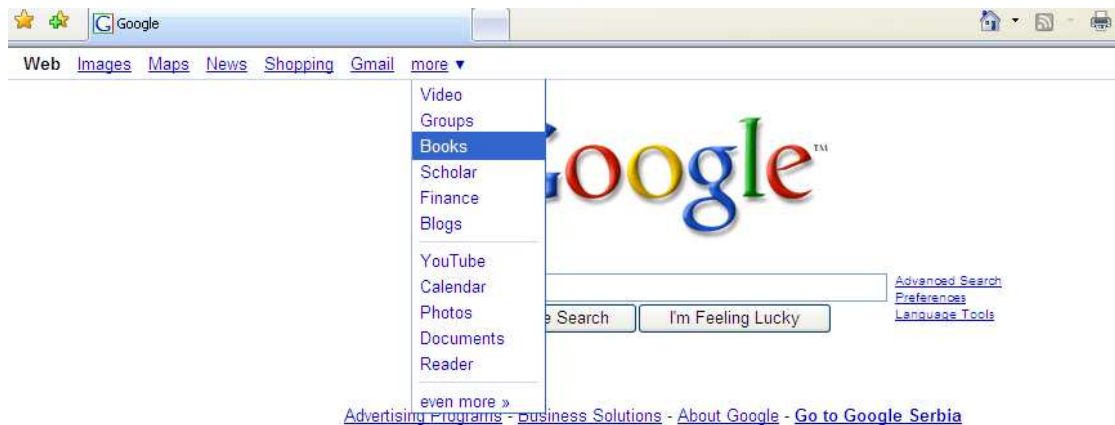 Google
Web Images Maps News Shopping Gmail more ▼
Video
Groups
Books
Scholar
Finance
Blogs
YouTube
Calendar
Photos
Documents
Reader
even more »
Google™
Advanced Search
Preferences
Language Tools
Search I'm Feeling Lucky
Advertising Programs - Business Solutions - About Google - Go to Google Serbia